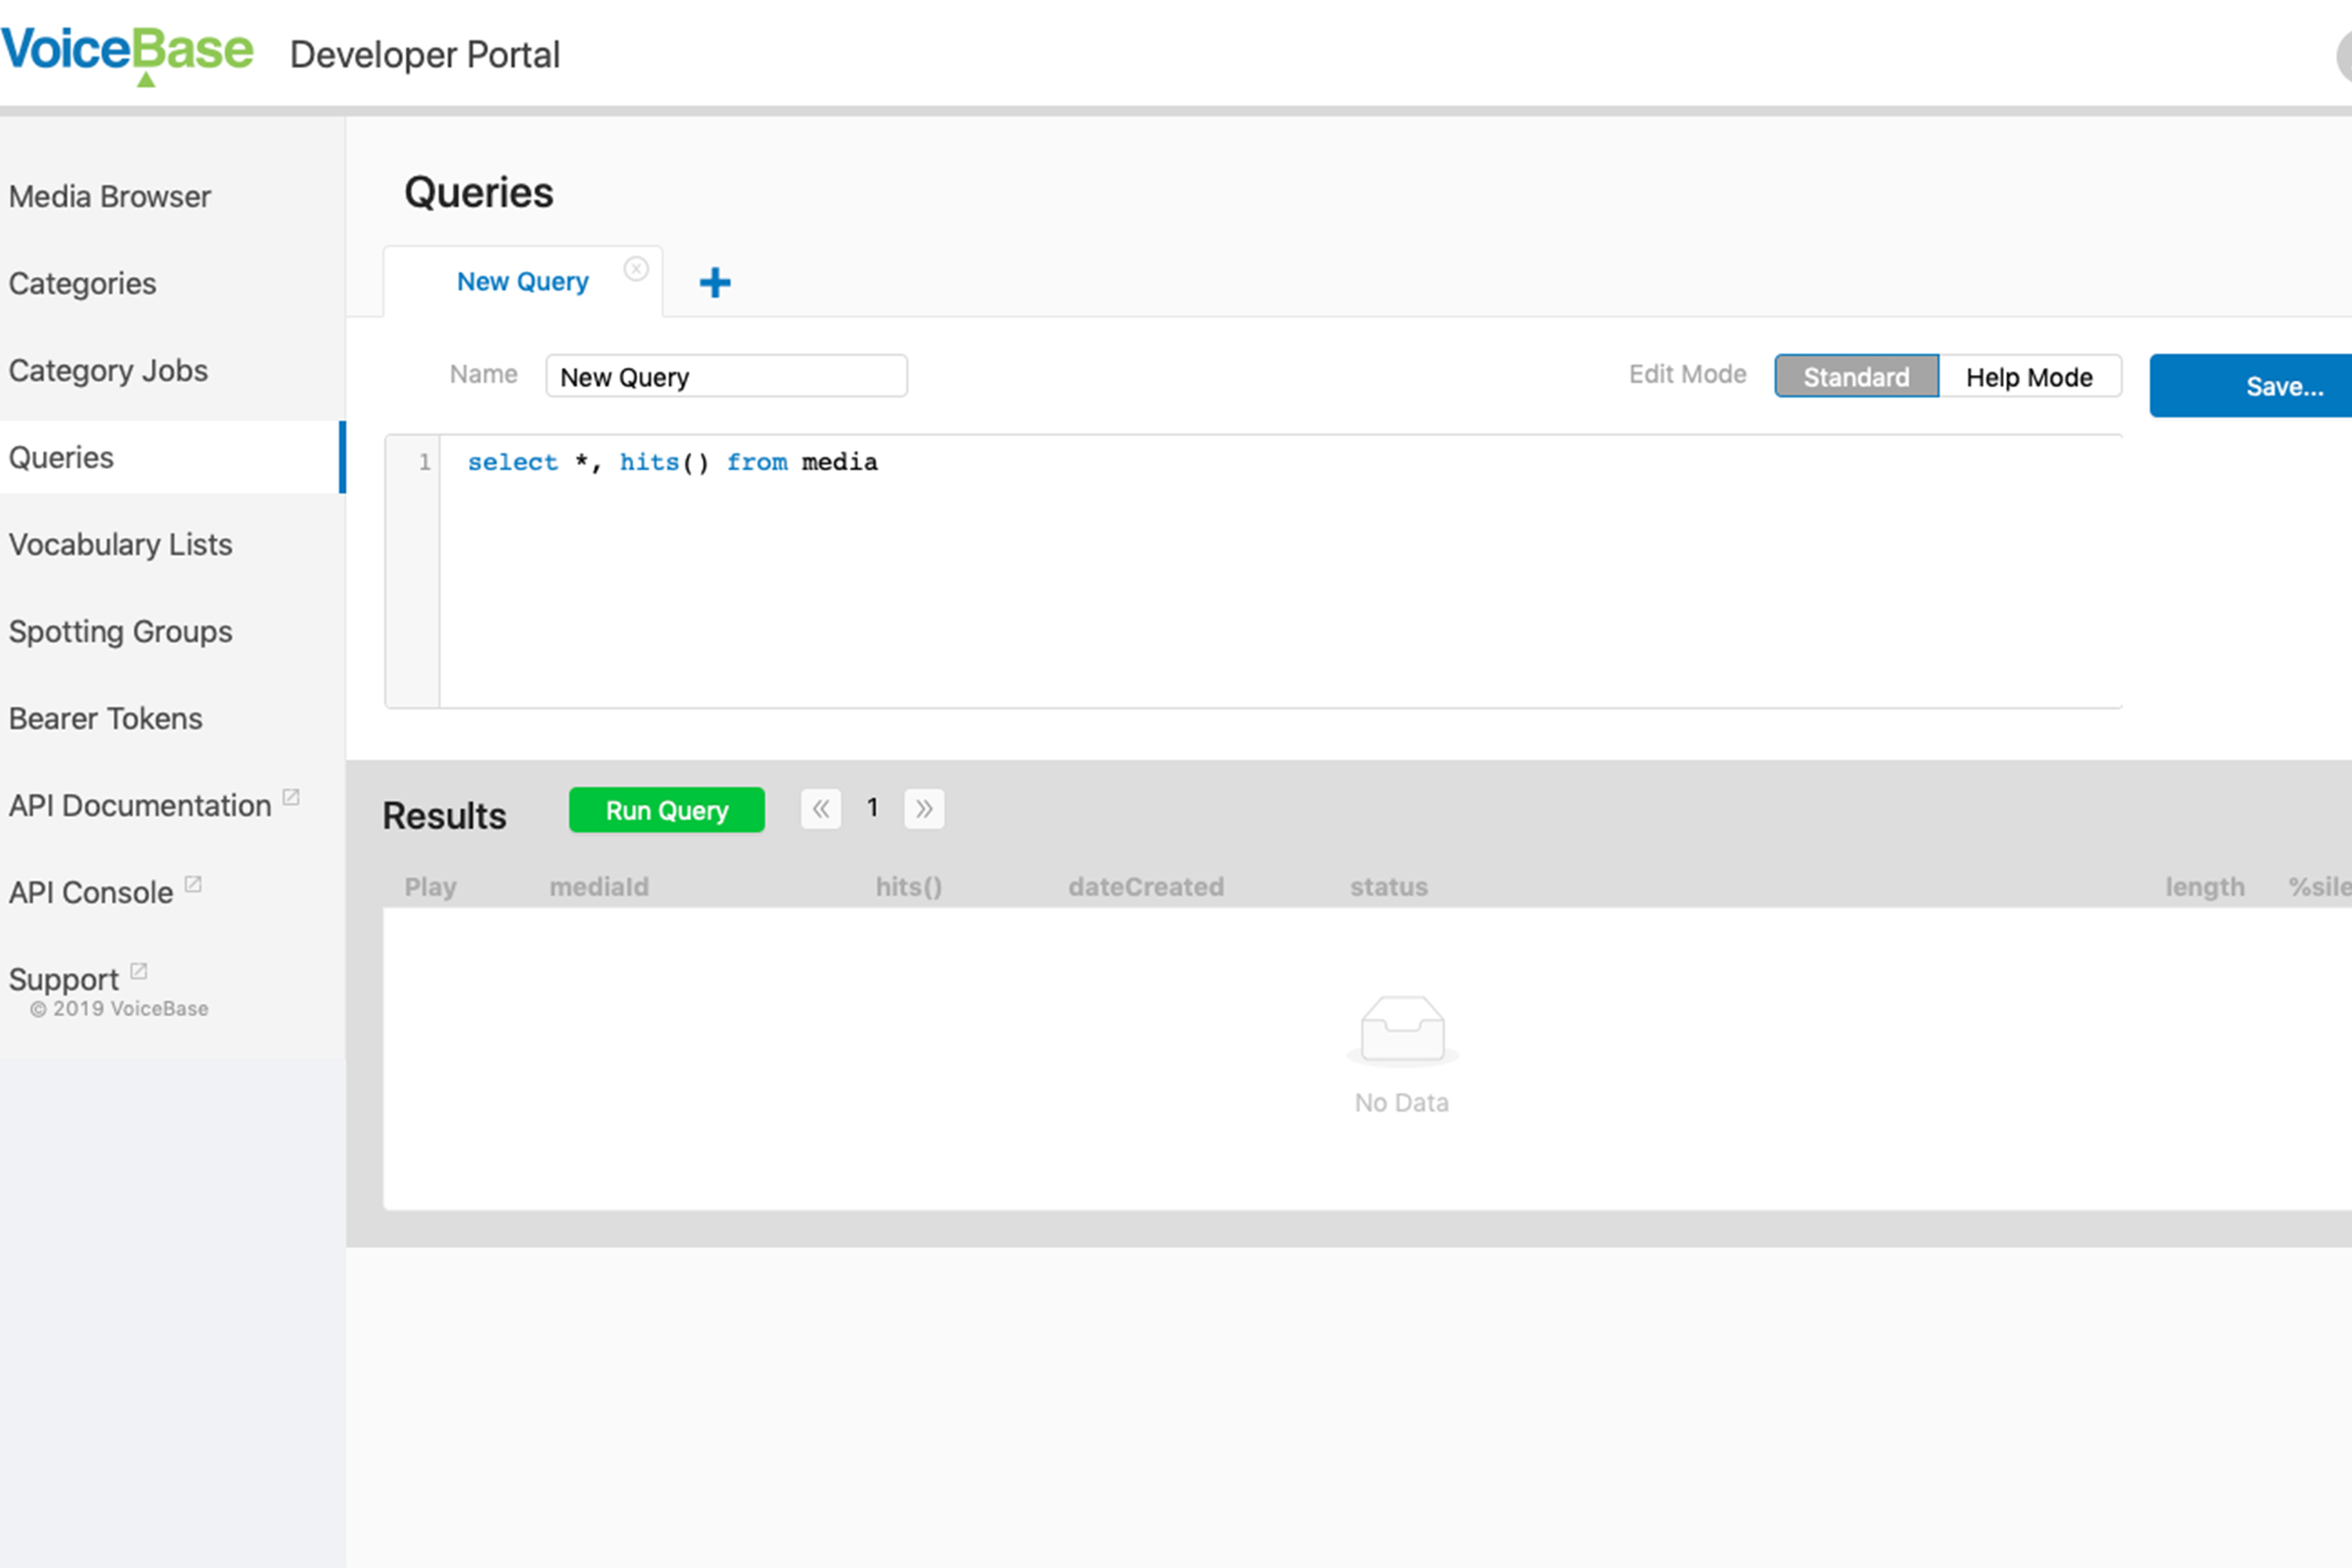 VoiceBase Developer Portal
Media Browser
Categories
Category Jobs
Queries
Vocabulary Lists
Spotting Groups
Bearer Tokens
API Documentation
API Console
Support
© 2019 VoiceBase
Queries
New Query
Name New Query Edit Mode Standard Help Mode Save...
1 select *, hits() from media
Results Run Query « 1 »
Play mediaId hits() dateCreated status length %sile
No Data